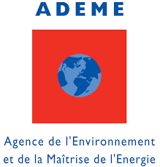 ADEME
Agence de l'Environnement
et de la Maîtrise de l'Energie